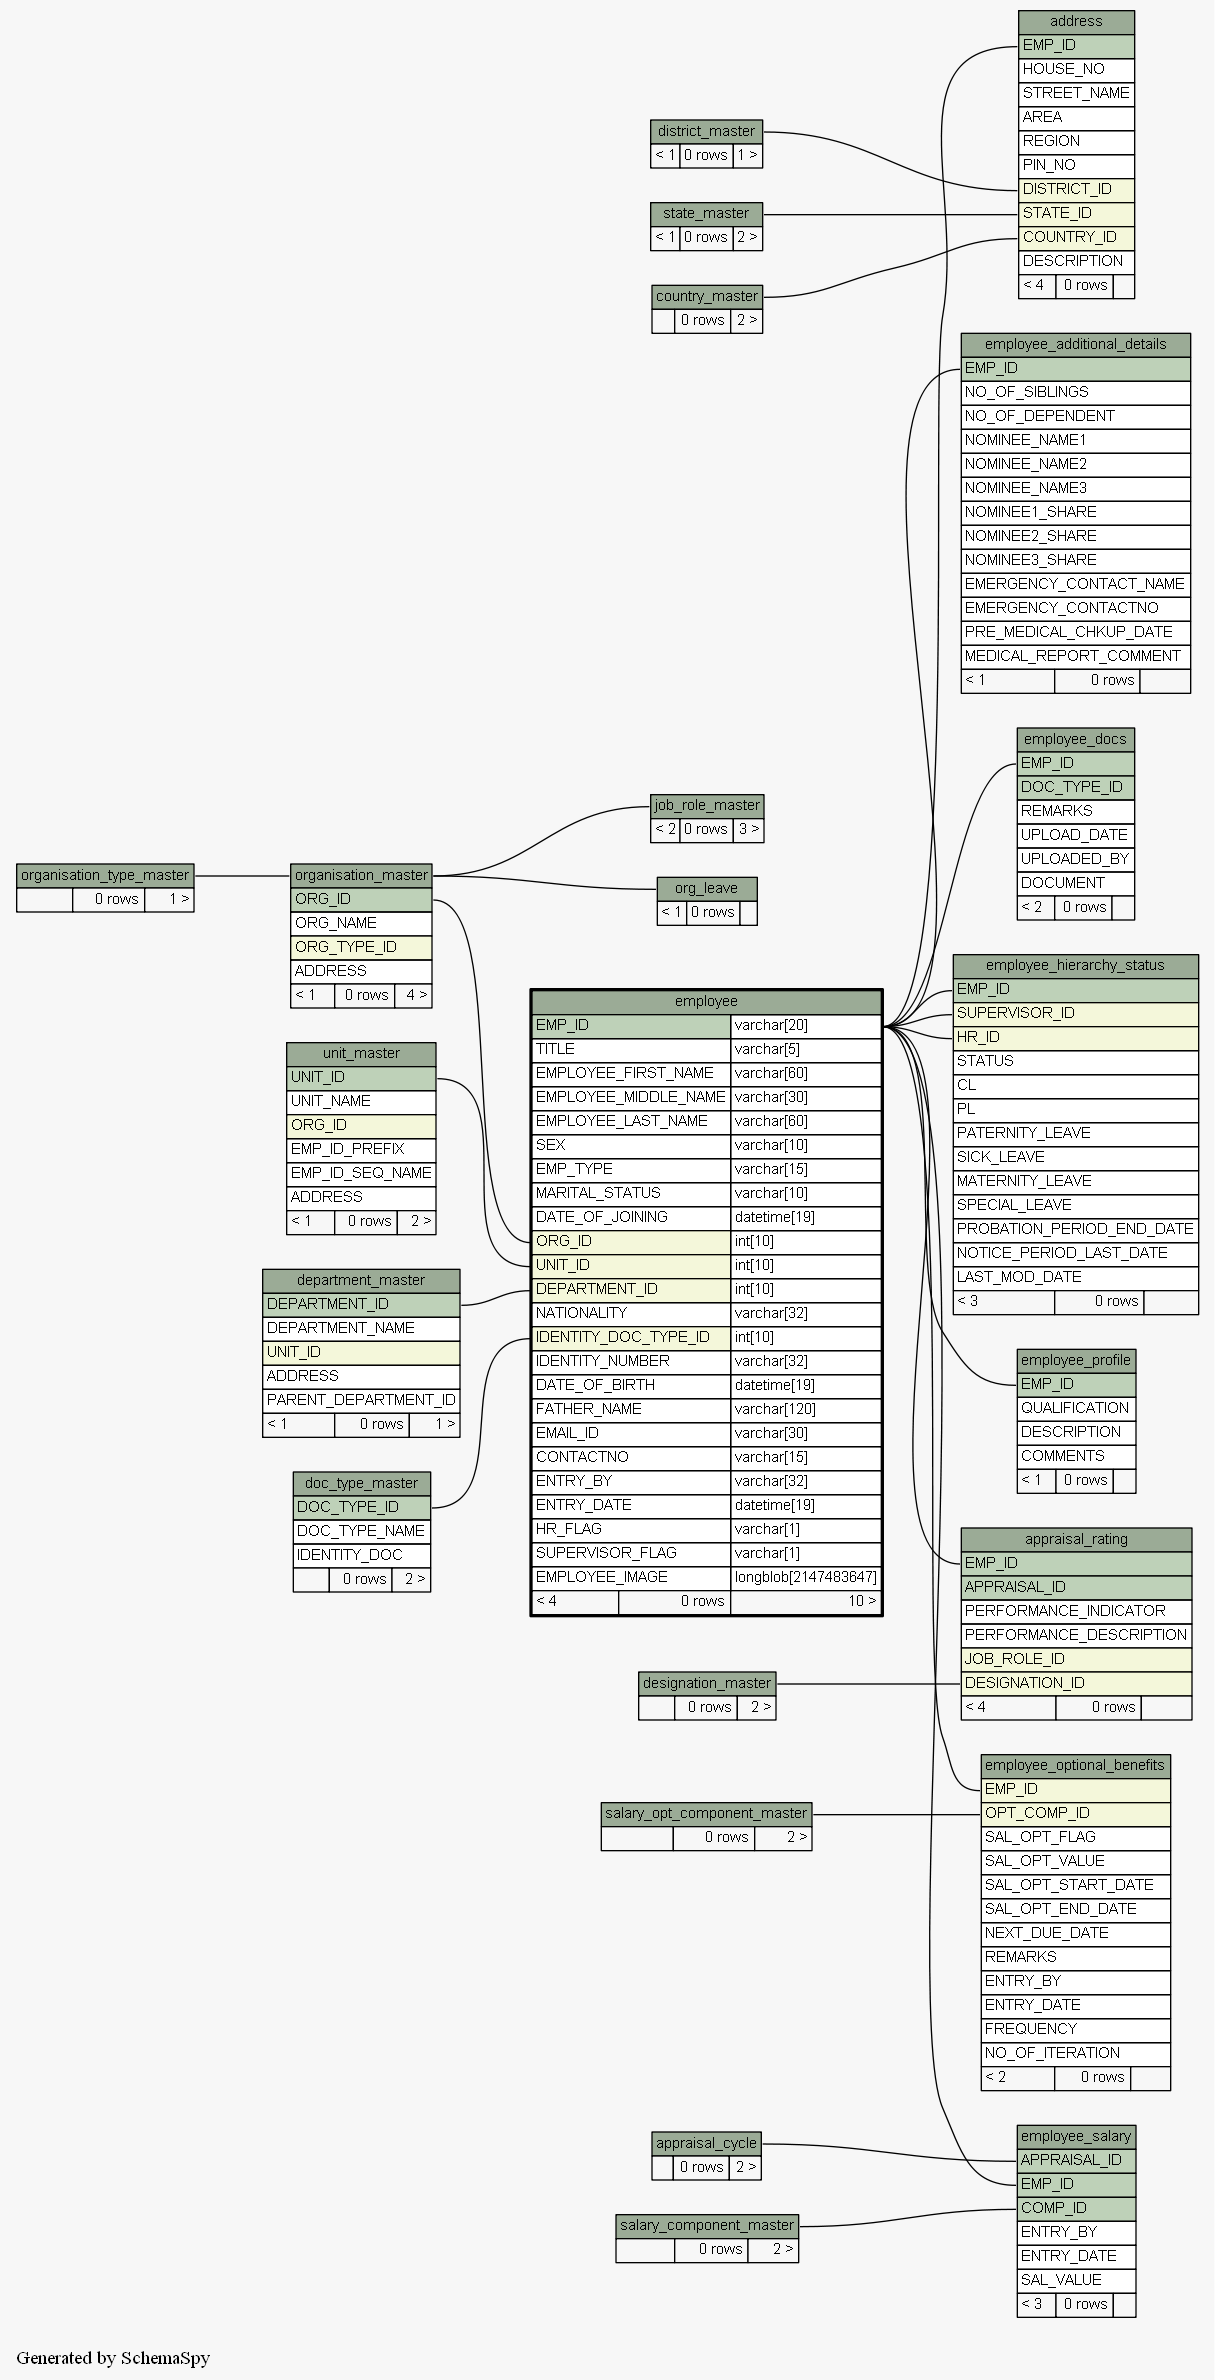 address
EMP_ID
HOUSE_NO
STREET_NAME
AREA
REGION
PIN_NO
DISTRICT_ID
STATE_ID
COUNTRY_ID
DESCRIPTION
< 4 0 rows
district_master
< 1 0 rows 1 >
state_master
< 1 0 rows 2 >
country_master
0 rows 2 >
employee_additional_details
EMP_ID
NO_OF_SIBLINGS
NO_OF_DEPENDENT
NOMINEE_NAME1
NOMINEE_NAME2
NOMINEE_NAME3
NOMINEE1_SHARE
NOMINEE2_SHARE
NOMINEE3_SHARE
EMERGENCY_CONTACT_NAME
EMERGENCY_CONTACTNO
PRE_MEDICAL_CHKUP_DATE
MEDICAL_REPORT_COMMENT
< 1 0 rows
employee_docs
EMP_ID
DOC_TYPE_ID
REMARKS
UPLOAD_DATE
UPLOADED_BY
DOCUMENT
< 2 0 rows
job_role_master
< 2 0 rows 3 >
org_leave
< 1 0 rows
organisation_type_master
0 rows 1 >
organisation_master
ORG_ID
ORG_NAME
ORG_TYPE_ID
ADDRESS
< 1 0 rows 4 >
unit_master
UNIT_ID
UNIT_NAME
ORG_ID
EMP_ID_PREFIX
EMP_ID_SEQ_NAME
ADDRESS
< 1 0 rows 2 >
department_master
DEPARTMENT_ID
DEPARTMENT_NAME
UNIT_ID
ADDRESS
PARENT_DEPARTMENT_ID
< 1 0 rows 1 >
doc_type_master
DOC_TYPE_ID
DOC_TYPE_NAME
IDENTITY_DOC
0 rows 2 >
employee
EMP_ID varchar[20]
TITLE varchar[5]
EMPLOYEE_FIRST_NAME varchar[60]
EMPLOYEE_MIDDLE_NAME varchar[30]
EMPLOYEE_LAST_NAME varchar[60]
SEX varchar[10]
EMP_TYPE varchar[15]
MARITAL_STATUS varchar[10]
DATE_OF_JOINING datetime[19]
ORG_ID int[10]
UNIT_ID int[10]
DEPARTMENT_ID int[10]
NATIONALITY varchar[32]
IDENTITY_DOC_TYPE_ID int[10]
IDENTITY_NUMBER varchar[32]
DATE_OF_BIRTH datetime[19]
FATHER_NAME varchar[120]
EMAIL_ID varchar[30]
CONTACTNO varchar[15]
ENTRY_BY varchar[32]
ENTRY_DATE datetime[19]
HR_FLAG varchar[1]
SUPERVISOR_FLAG varchar[1]
EMPLOYEE_IMAGE longblob[2147483647]
< 4 0 rows 10 >
employee_hierarchy_status
EMP_ID
SUPERVISOR_ID
HR_ID
STATUS
CL
PL
PATERNITY_LEAVE
SICK_LEAVE
MATERNITY_LEAVE
SPECIAL_LEAVE
PROBATION_PERIOD_END_DATE
NOTICE_PERIOD_LAST_DATE
LAST_MOD_DATE
< 3 0 rows
employee_profile
EMP_ID
QUALIFICATION
DESCRIPTION
COMMENTS
< 1 0 rows
appraisal_rating
EMP_ID
APPRAISAL_ID
PERFORMANCE_INDICATOR
PERFORMANCE_DESCRIPTION
JOB_ROLE_ID
DESIGNATION_ID
< 4 0 rows
designation_master
0 rows 2 >
employee_optional_benefits
EMP_ID
OPT_COMP_ID
SAL_OPT_FLAG
SAL_OPT_VALUE
SAL_OPT_START_DATE
SAL_OPT_END_DATE
NEXT_DUE_DATE
REMARKS
ENTRY_BY
ENTRY_DATE
FREQUENCY
NO_OF_ITERATION
< 2 0 rows
salary_opt_component_master
0 rows 2 >
appraisal_cycle
0 rows 2 >
salary_component_master
0 rows 2 >
employee_salary
APPRAISAL_ID
EMP_ID
COMP_ID
ENTRY_BY
ENTRY_DATE
SAL_VALUE
< 3 0 rows
Generated by SchemaSpy